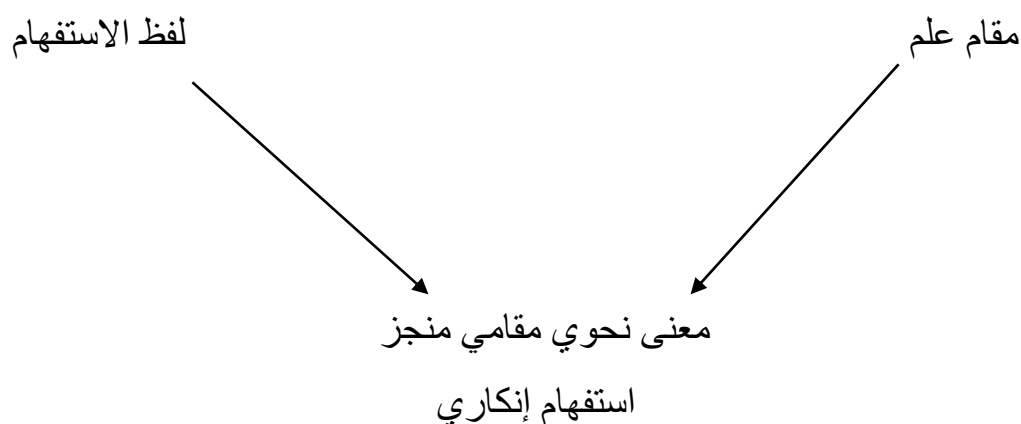 مقام علم
لفظ الاستفهام
معنى نحوي مقامي منجز
استفهام إنكاري